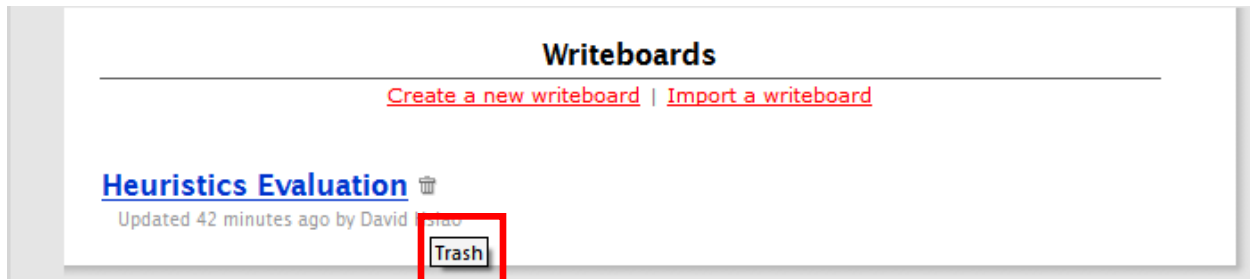 Writeboards
Create a new writeboard | Import a writeboard
Heuristics Evaluation
Updated 42 minutes ago by David
Trash